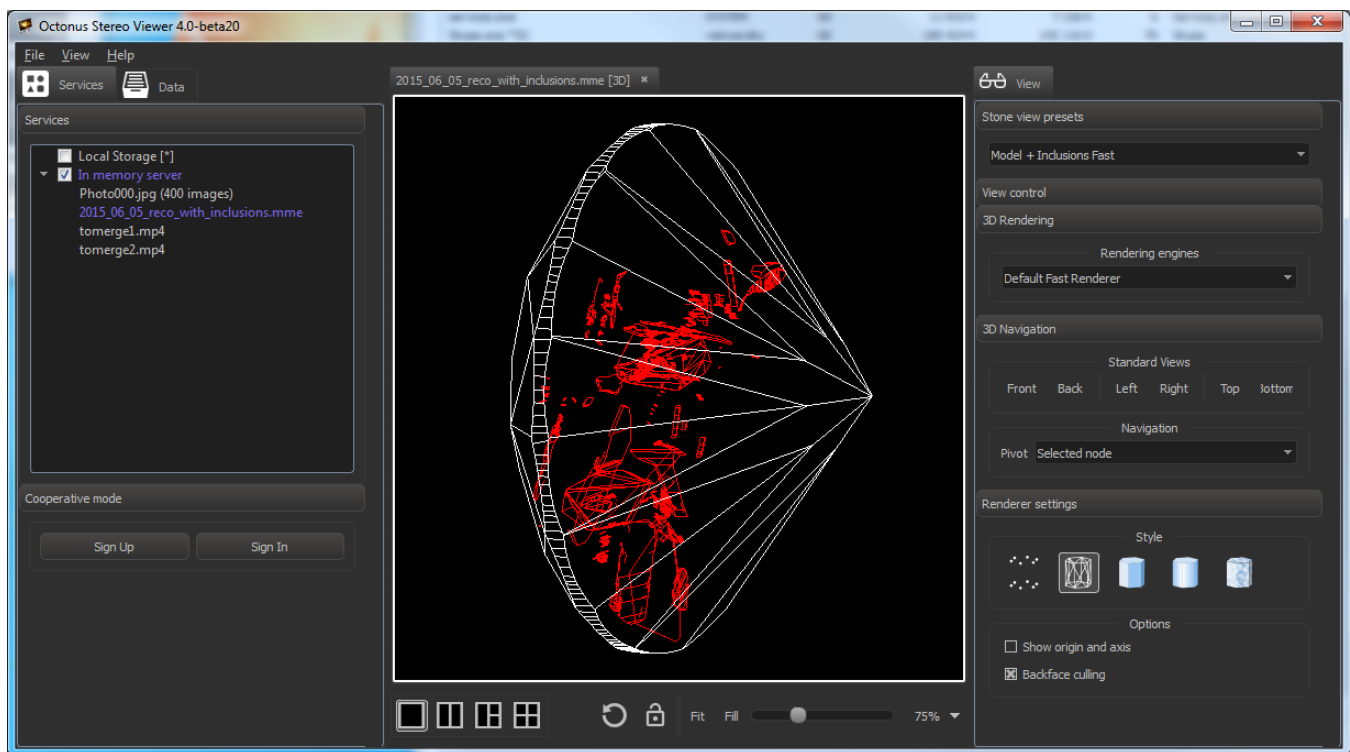 Octonus Stereo Viewer 4.0-beta20
File View Help
Services Data
Services
Local Storage [*]
In memory server
Photo000.jpg (400 images)
2015_06_05_reco_with_inclusions.mme
tomerge1.mp4
tomerge2.mp4
Cooperative mode
Sign Up Sign In
2015_06_05_reco_with_inclusions.mme [3D]
Fit Fill 75%
View
Stone view presets
Model + Inclusions Fast
View control
3D Rendering
Rendering engines
Default Fast Renderer
3D Navigation
Standard Views
Front Back Left Right Top ottom
Navigation
Pivot Selected node
Renderer settings
Style
Options
Show origin and axis
Backface culling